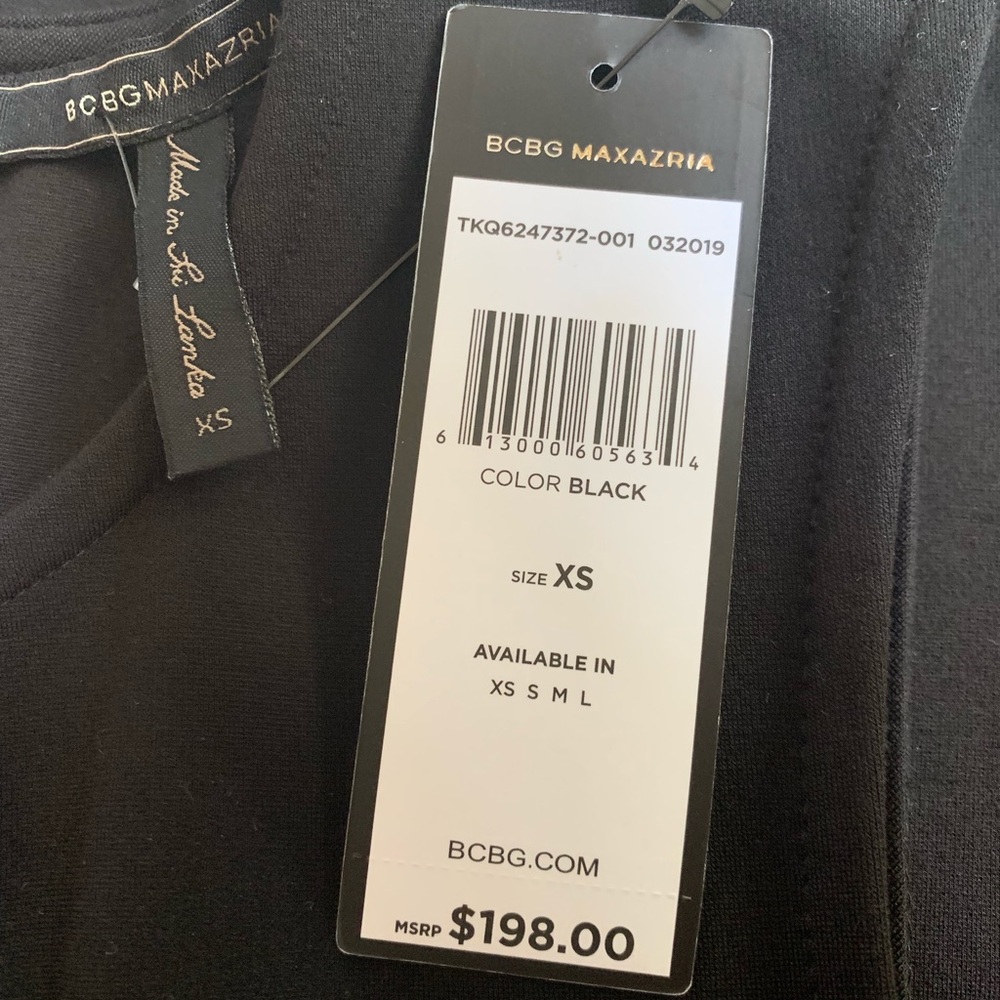 BCBGMAXAZRIA
Made in Sri Lanka
XS
BCBG MAXAZRIA
TKQ6247372-001 032019
6 13000 60563 4
COLOR BLACK
SIZE XS
AVAILABLE IN
XS S M L
BCBG.COM
MSRP $198.00